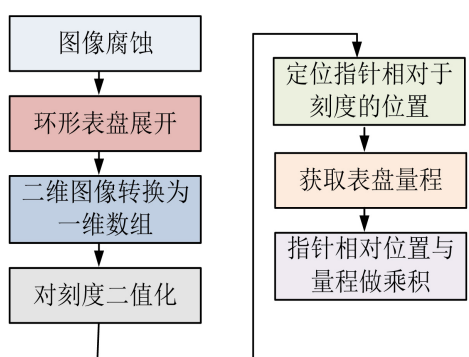 图像腐蚀
环形表盘展开
二维图像转换为
一维数组
对刻度二值化
定位指针相对于
刻度的位置
获取表盘量程
指针相对位置与
量程做乘积